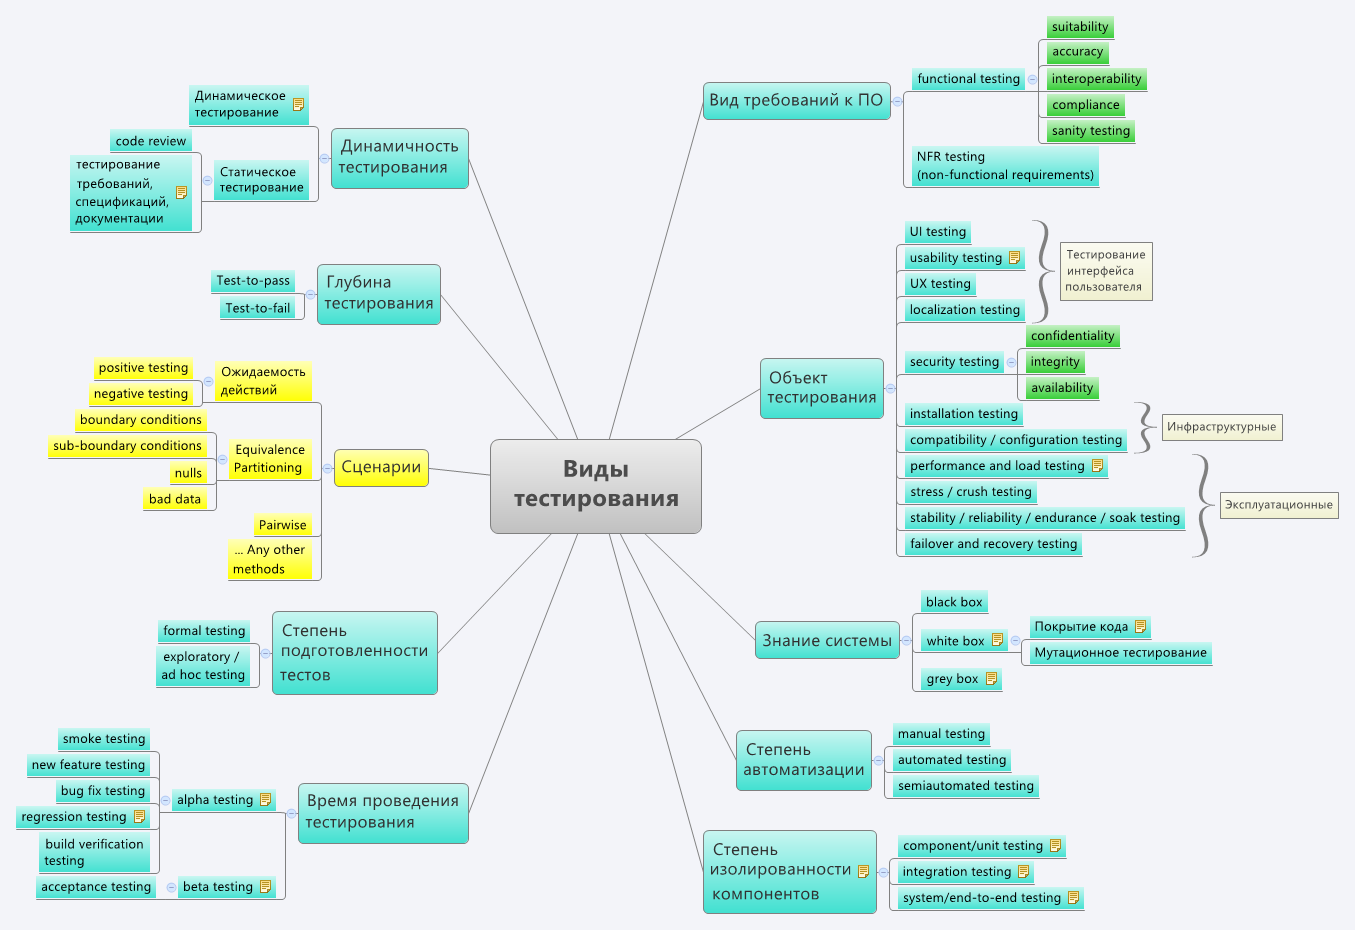 Виды
тестирования
Вид требований к ПО
functional testing
suitability
accuracy
interoperability
compliance
sanity testing
NFR testing
(non-functional requirements)
Объект
тестирования
UI testing
usability testing
UX testing
localization testing
Тестирование
интерфейса
пользователя
security testing
confidentiality
integrity
availability
installation testing
compatibility / configuration testing
Инфраструктурные
performance and load testing
stress / crush testing
stability / reliability / endurance / soak testing
failover and recovery testing
Эксплуатационные
Знание системы
black box
white box
Покрытие кода
Мутационное тестирование
grey box
Степень
автоматизации
manual testing
automated testing
semiautomated testing
Степень
изолированности
компонентов
component/unit testing
integration testing
system/end-to-end testing
Динамичность
тестирования
Динамическое
тестирование
Статическое
тестирование
code review
тестирование
требований,
спецификаций,
документации
Глубина
тестирования
Test-to-pass
Test-to-fail
Сценарии
Ожидаемость
действий
positive testing
negative testing
Equivalence
Partitioning
boundary conditions
sub-boundary conditions
nulls
bad data
Pairwise
... Any other
methods
Степень
подготовленности
тестов
formal testing
exploratory /
ad hoc testing
Время проведения
тестирования
alpha testing
smoke testing
new feature testing
bug fix testing
regression testing
build verification
testing
beta testing
acceptance testing